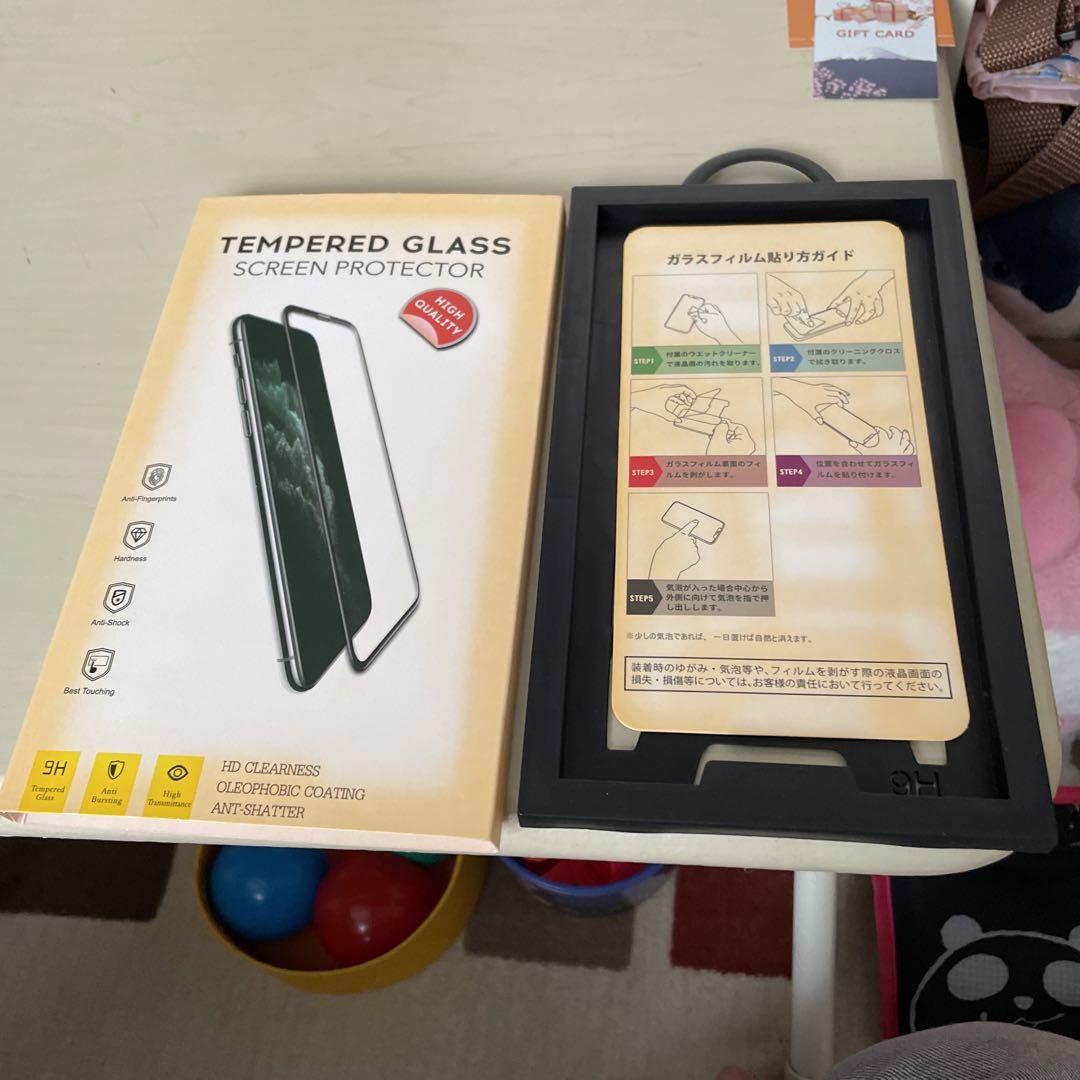 GIFT CARD
TEMPERED GLASS
SCREEN PROTECTOR
HIGH
QUALITY
Anti-Fingerprints
Hardness
Anti-Shock
Best Touching
9H
Tempered
Glass
Anti
Bursting
High
Transmittance
HD CLEARNESS
OLEOPHOBIC COATING
ANT-SHATTER
ガラスフィルム貼り方ガイド
STEP1
付属のウエットクリーナー
で液晶面の汚れを取ります。
STEP2
付属のクリーニングクロス
で拭き取ります。
STEP3
ガラスフィルム裏面のフィ
ルムを剥がします。
STEP4
位置を合わせてガラスフィ
ルムを貼り付けます。
STEP5
気泡が入った場合中心から
外側に向けて気泡を指で押
し出しします。
※少しの気泡であれば、一日置けば自然と消えます。
装着時のゆがみ・気泡等や、フィルムを剥がす際の液晶画面の
損失・損傷等については、お客様の責任において行ってください。
9H